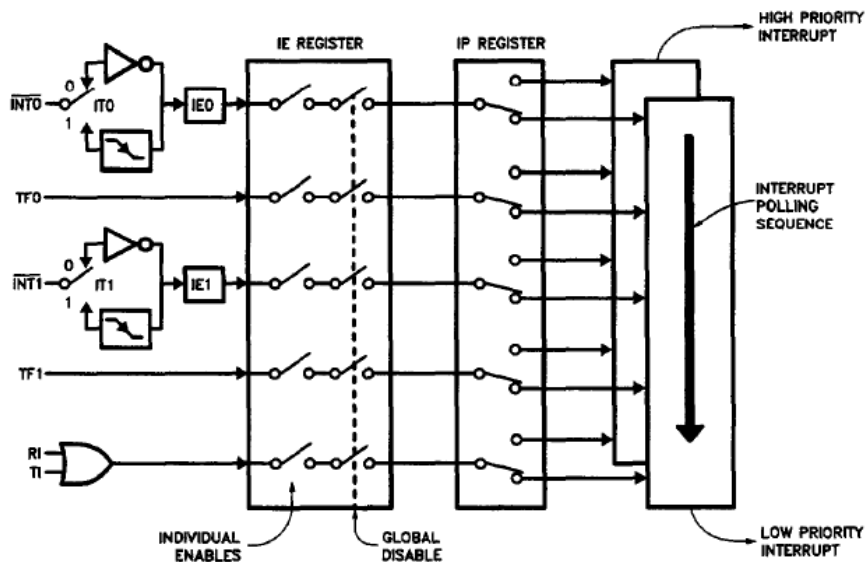 HIGH PRIORITY
INTERRUPT
IE REGISTER
IP REGISTER
0
INT0
IT0
IE0
1
TF0
INTERRUPT
POLLING
SEQUENCE
0
INT1
IT1
IE1
1
TF1
RI
TI
INDIVIDUAL
ENABLES
GLOBAL
DISABLE
LOW PRIORITY
INTERRUPT